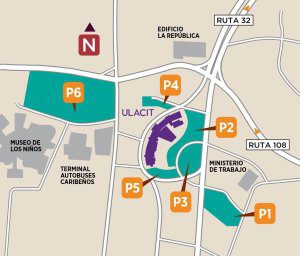 RUTA 32
EDIFICIO
LA REPÚBLICA
N
P6
P4
ULACIT
P2
RUTA 108
MUSEO DE
LOS NIÑOS
TERMINAL
AUTOBUSES
CARIBEÑOS
MINISTERIO
DE TRABAJO
P5
P3
P1